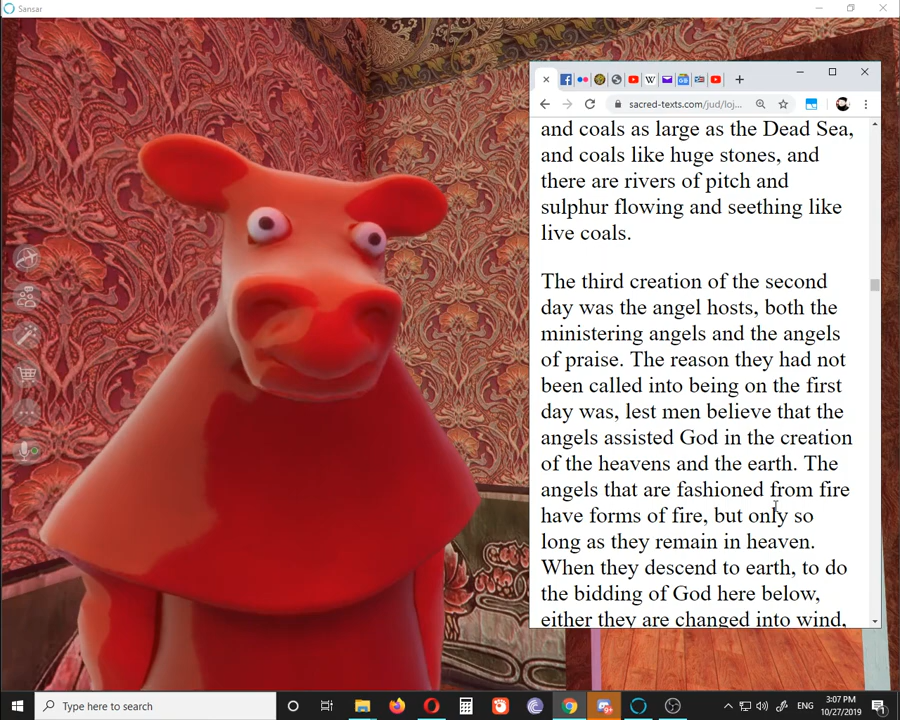 Sansar
sacred-texts.com/jud/loj...
and coals as large as the Dead Sea,
and coals like huge stones, and
there are rivers of pitch and
sulphur flowing and seething like
live coals.
The third creation of the second
day was the angel hosts, both the
ministering angels and the angels
of praise. The reason they had not
been called into being on the first
day was, lest men believe that the
angels assisted God in the creation
of the heavens and the earth. The
angels that are fashioned from fire
have forms of fire, but only so
long as they remain in heaven.
When they descend to earth, to do
the bidding of God here below,
either they are changed into wind,
Type here to search
ENG
3:07 PM
10/27/2019